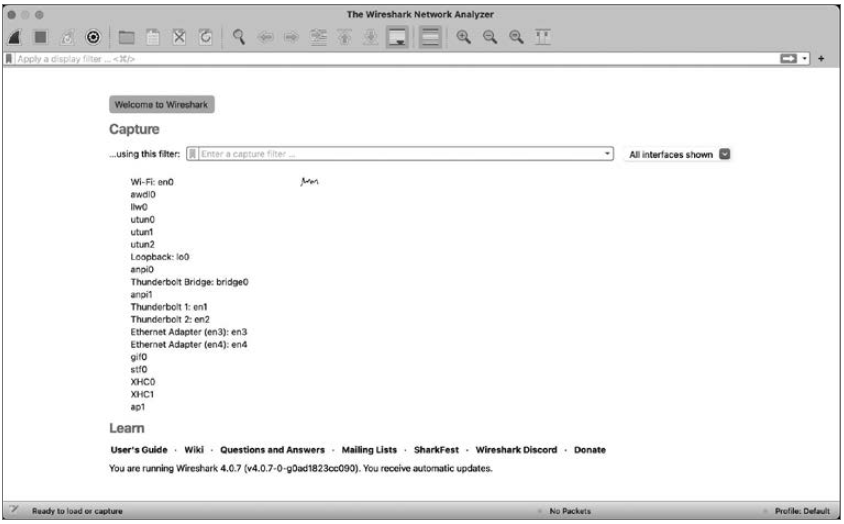 The Wireshark Network Analyzer
Apply a display filter ... <⌘/>
+
Welcome to Wireshark
Capture
...using this filter: Enter a capture filter ... All interfaces shown
Wi-Fi: en0
awdl0
llw0
utun0
utun1
utun2
Loopback: lo0
anpi0
Thunderbolt Bridge: bridge0
anpi1
Thunderbolt 1: en1
Thunderbolt 2: en2
Ethernet Adapter (en3): en3
Ethernet Adapter (en4): en4
gif0
stf0
XHC0
XHC1
ap1
Learn
User's Guide · Wiki · Questions and Answers · Mailing Lists · SharkFest · Wireshark Discord · Donate
You are running Wireshark 4.0.7 (v4.0.7-0-g0ad1823cc090). You receive automatic updates.
Ready to load or capture No Packets Profile: Default